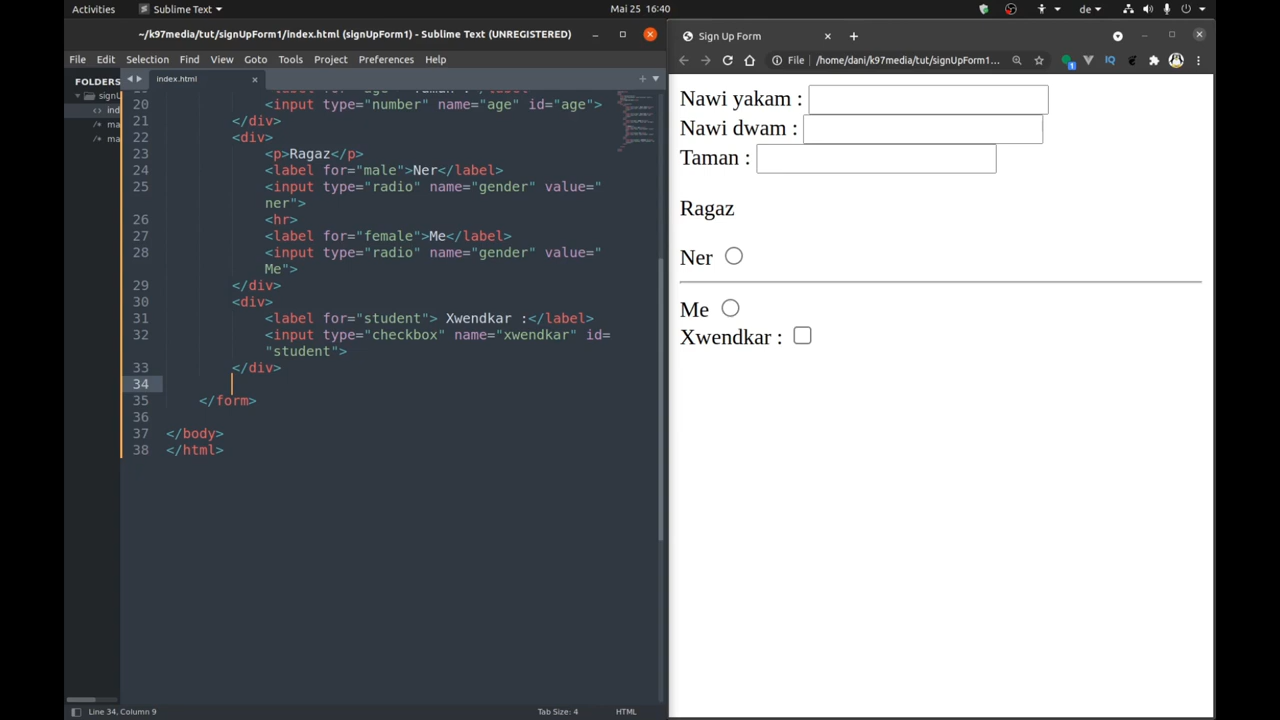 Activities
Sublime Text
Mai 25 16:40
de
~/k97media/tut/signUpForm1/index.html (signUpForm1) - Sublime Text (UNREGISTERED)
File Edit Selection Find View Goto Tools Project Preferences Help
FOLDERS
signU
ind
ma
ma
index.html
20 <input type="number" name="age" id="age">
21 </div>
22 <div>
23 <p>Ragaz</p>
24 <label for="male">Ner</label>
25 <input type="radio" name="gender" value="
ner">
26 <hr>
27 <label for="female">Me</label>
28 <input type="radio" name="gender" value="
Me">
29 </div>
30 <div>
31 <label for="student"> Xwendkar :</label>
32 <input type="checkbox" name="xwendkar" id=
"student">
33 </div>
34
35 </form>
36
37 </body>
38 </html>
Line 34, Column 9
Tab Size: 4
HTML
Sign Up Form
File /home/dani/k97media/tut/signUpForm1...
1
IQ
Nawi yakam :
Nawi dwam :
Taman :
Ragaz
Ner
Me
Xwendkar :